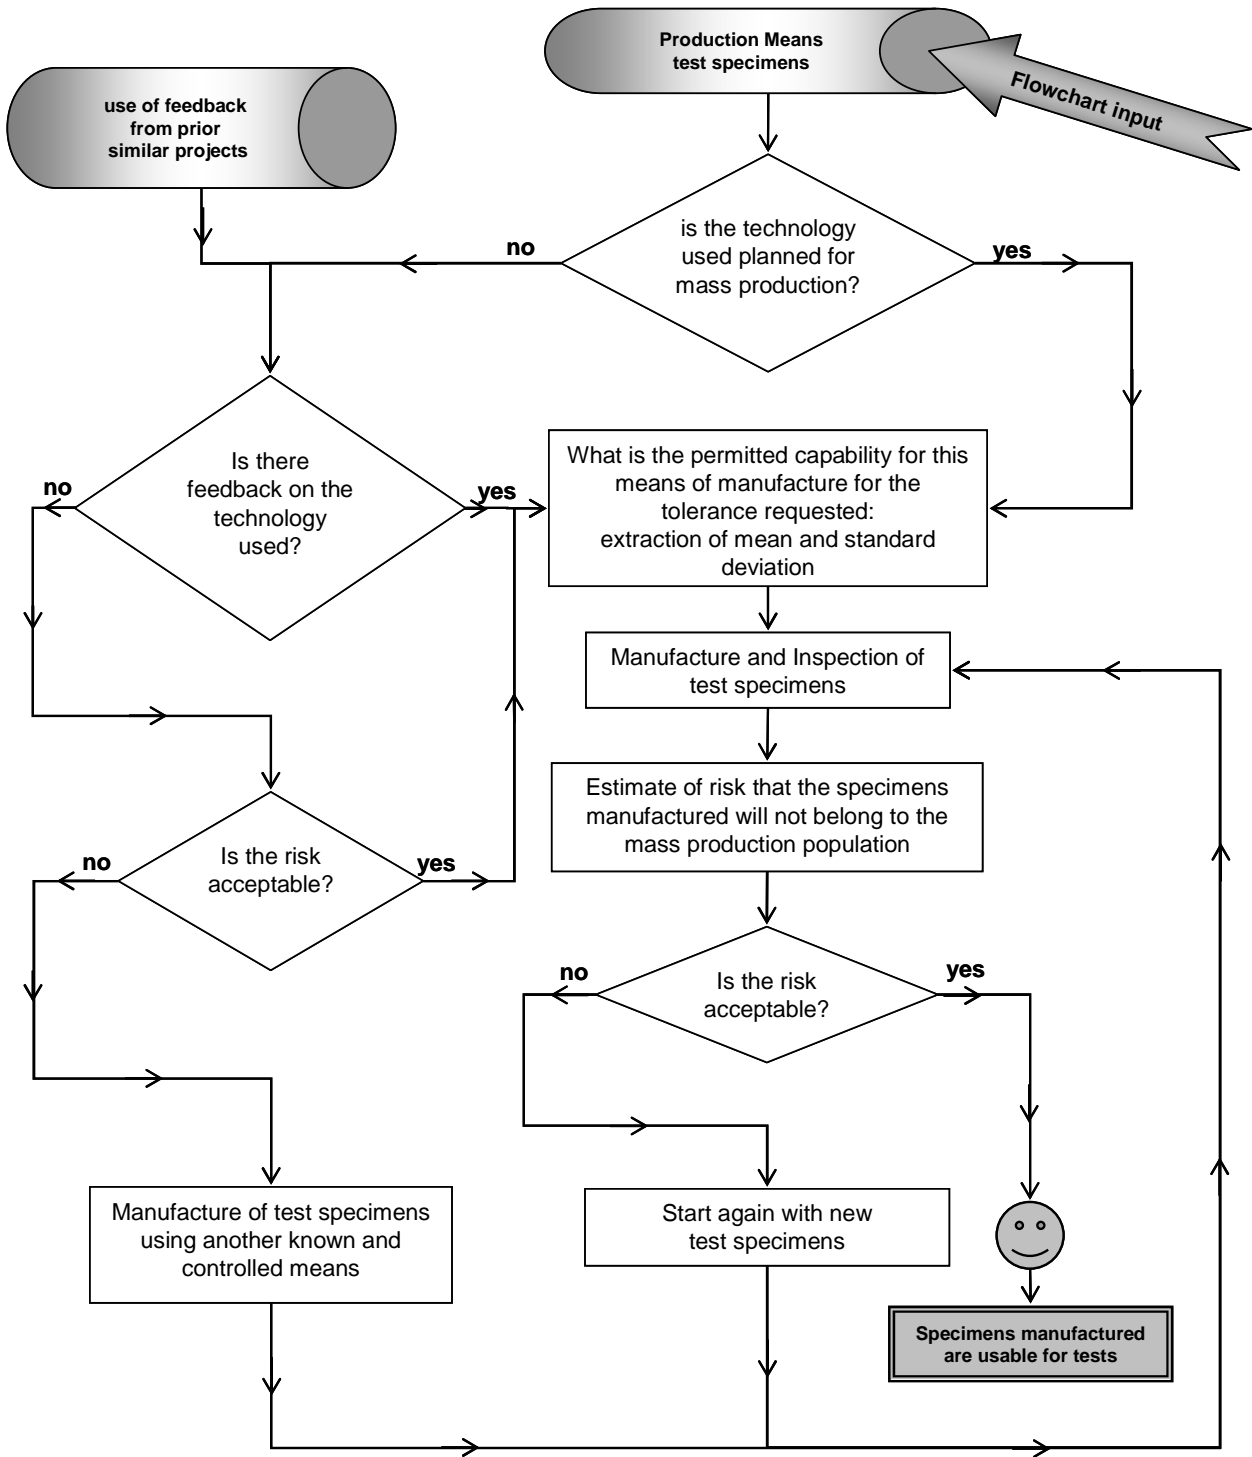 Production Means
test specimens
Flowchart input
use of feedback
from prior
similar projects
is the technology
used planned for
mass production?
no
yes
Is there
feedback on the
technology
used?
no
yes
What is the permitted capability for this
means of manufacture for the
tolerance requested:
extraction of mean and standard
deviation
Manufacture and Inspection of
test specimens
Estimate of risk that the specimens
manufactured will not belong to the
mass production population
Is the risk
acceptable?
no
yes
Is the risk
acceptable?
no
yes
Manufacture of test specimens
using another known and
controlled means
Start again with new
test specimens
Specimens manufactured
are usable for tests